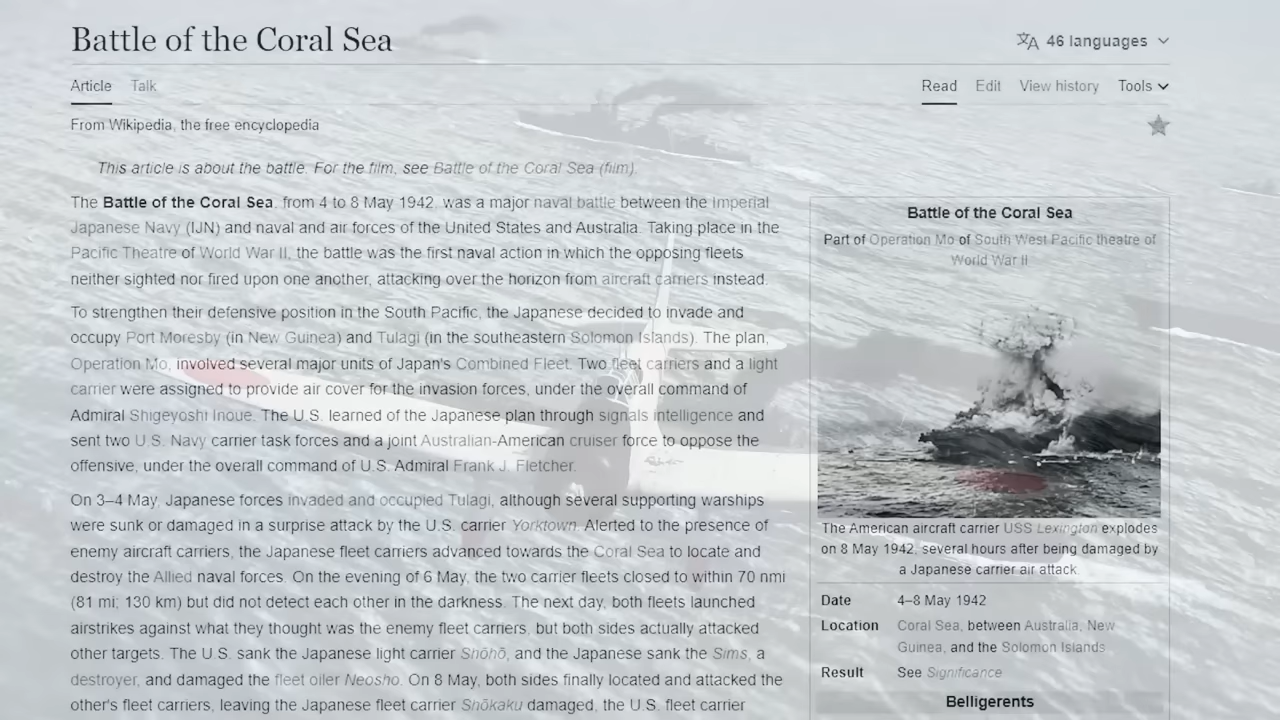 Battle of the Coral Sea
46 languages
Article Talk
Read Edit View history Tools
From Wikipedia, the free encyclopedia
This article is about the battle. For the film, see Battle of the Coral Sea (film).
The Battle of the Coral Sea, from 4 to 8 May 1942, was a major naval battle between the Imperial
Japanese Navy (IJN) and naval and air forces of the United States and Australia. Taking place in the
Pacific Theatre of World War II, the battle was the first naval action in which the opposing fleets
neither sighted nor fired upon one another, attacking over the horizon from aircraft carriers instead.
To strengthen their defensive position in the South Pacific, the Japanese decided to invade and
occupy Port Moresby (in New Guinea) and Tulagi (in the southeastern Solomon Islands). The plan,
Operation Mo, involved several major units of Japan's Combined Fleet. Two fleet carriers and a light
carrier were assigned to provide air cover for the invasion forces, under the overall command of
Admiral Shigeyoshi Inoue. The U.S. learned of the Japanese plan through signals intelligence and
sent two U.S. Navy carrier task forces and a joint Australian-American cruiser force to oppose the
offensive, under the overall command of U.S. Admiral Frank J. Fletcher.
On 3–4 May, Japanese forces invaded and occupied Tulagi, although several supporting warships
were sunk or damaged in a surprise attack by the U.S. carrier Yorktown. Alerted to the presence of
enemy aircraft carriers, the Japanese fleet carriers advanced towards the Coral Sea to locate and
destroy the Allied naval forces. On the evening of 6 May, the two carrier fleets closed to within 70 nmi
(81 mi; 130 km) but did not detect each other in the darkness. The next day, both fleets launched
airstrikes against what they thought was the enemy fleet carriers, but both sides actually attacked
other targets. The U.S. sank the Japanese light carrier Shōhō, and the Japanese sank the Sims, a
destroyer, and damaged the fleet oiler Neosho. On 8 May, both sides finally located and attacked the
other's fleet carriers, leaving the Japanese fleet carrier Shōkaku damaged, the U.S. fleet carrier
Battle of the Coral Sea
Part of Operation Mo of South West Pacific theatre of
World War II
The American aircraft carrier USS Lexington explodes
on 8 May 1942, several hours after being damaged by
a Japanese carrier air attack.
Date 4–8 May 1942
Location Coral Sea, between Australia, New
Guinea, and the Solomon Islands
Result See Significance
Belligerents